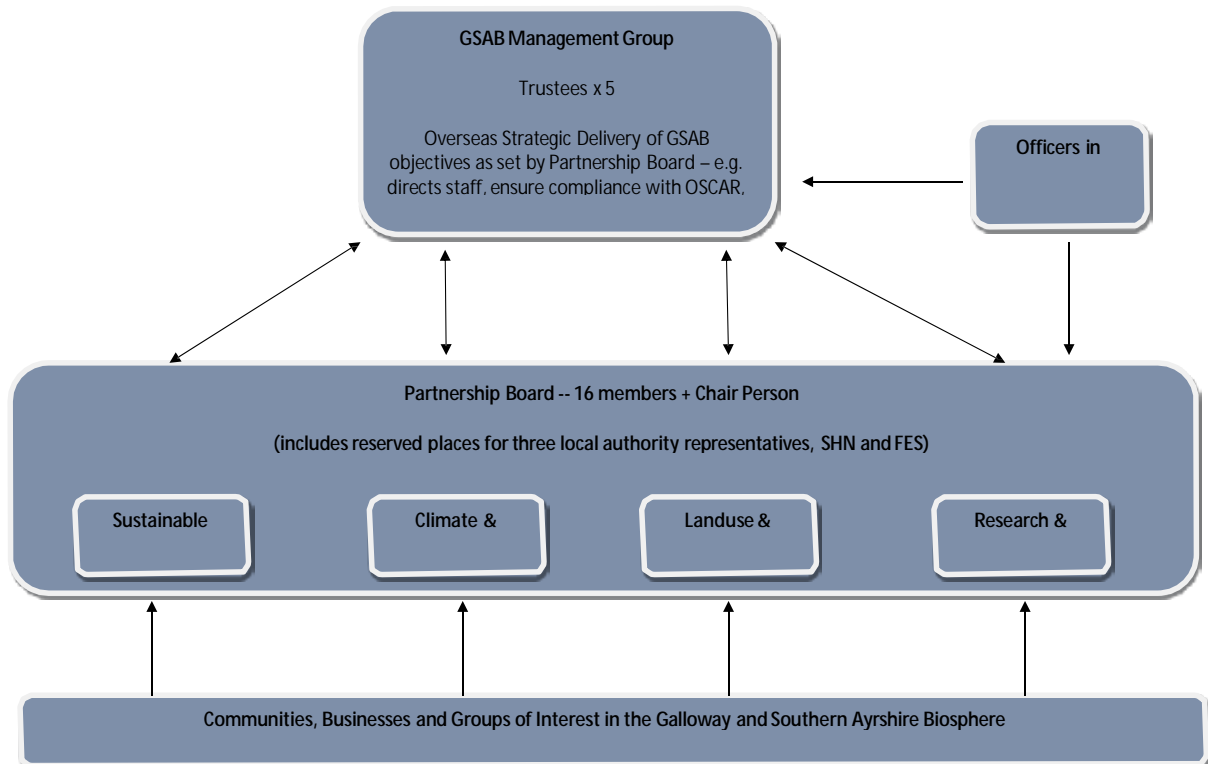 GSAB Management Group
Trustees x 5
Overseas Strategic Delivery of GSAB
objectives as set by Partnership Board – e.g.
directs staff, ensure compliance with OSCAR,
Officers in
Partnership Board -- 16 members + Chair Person
(includes reserved places for three local authority representatives, SHN and FES)
Sustainable
Climate &
Landuse &
Research &
Communities, Businesses and Groups of Interest in the Galloway and Southern Ayrshire Biosphere